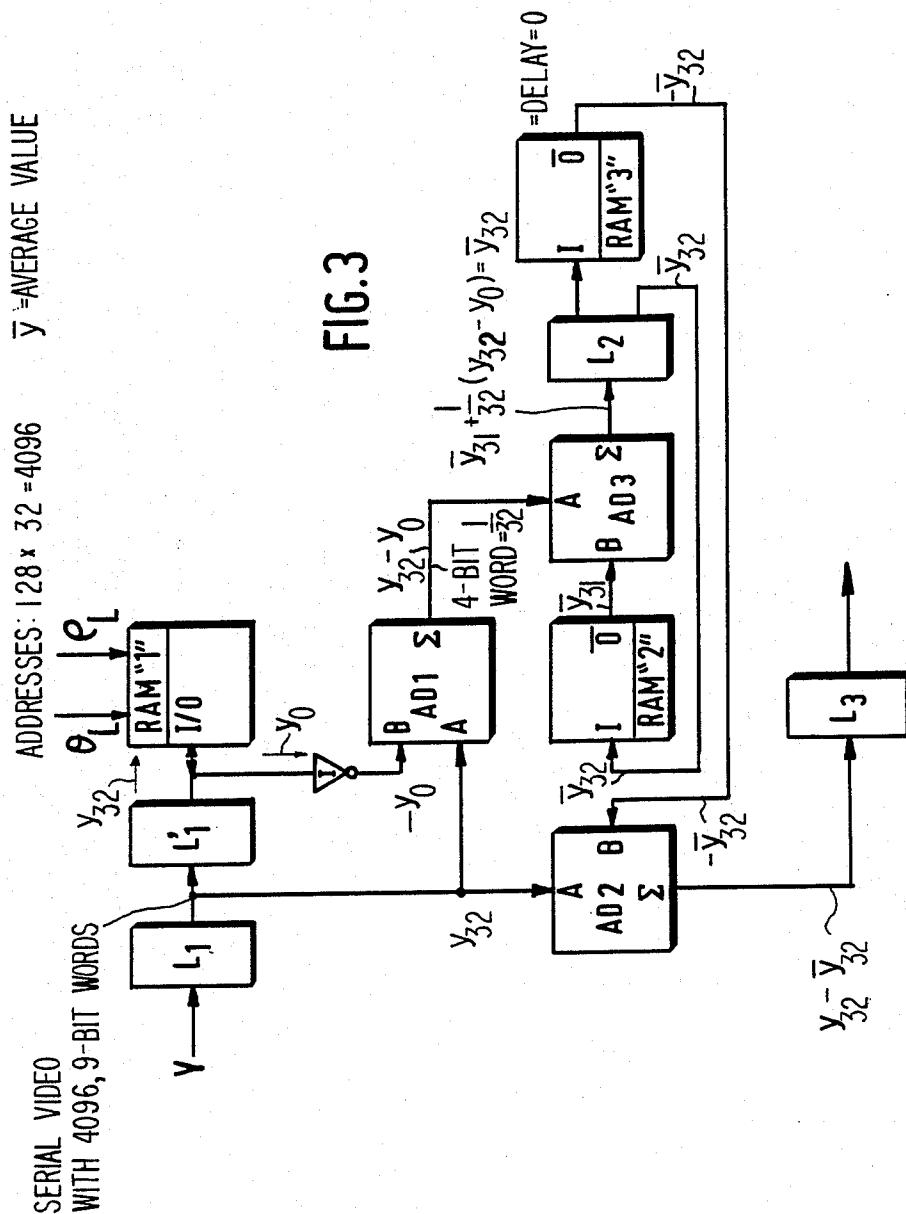 SERIAL VIDEO
WITH 4096, 9-BIT WORDS
ADDRESSES: 128 x 32 = 4096
ȳ = AVERAGE VALUE
FIG. 3
y
L₁
L'₁
y₃₂
θ_L
ρ_L
RAM "1"
I/O
I
y₀
-y₀
y₃₂
B
AD1
A
Σ
y₃₂ - y₀
4-BIT
WORD = 1/32
A
AD2
B
Σ
ȳ₃₂
-ȳ₃₂
I
O̅
RAM "2"
ȳ₃₁
A
B
AD3
Σ
ȳ₃₁ + 1/32 (y₃₂ - y₀) = ȳ₃₂
L₂
I
O̅
RAM "3"
=DELAY=0
ȳ₃₂
-ȳ₃₂
y₃₂ - ȳ₃₂
L₃